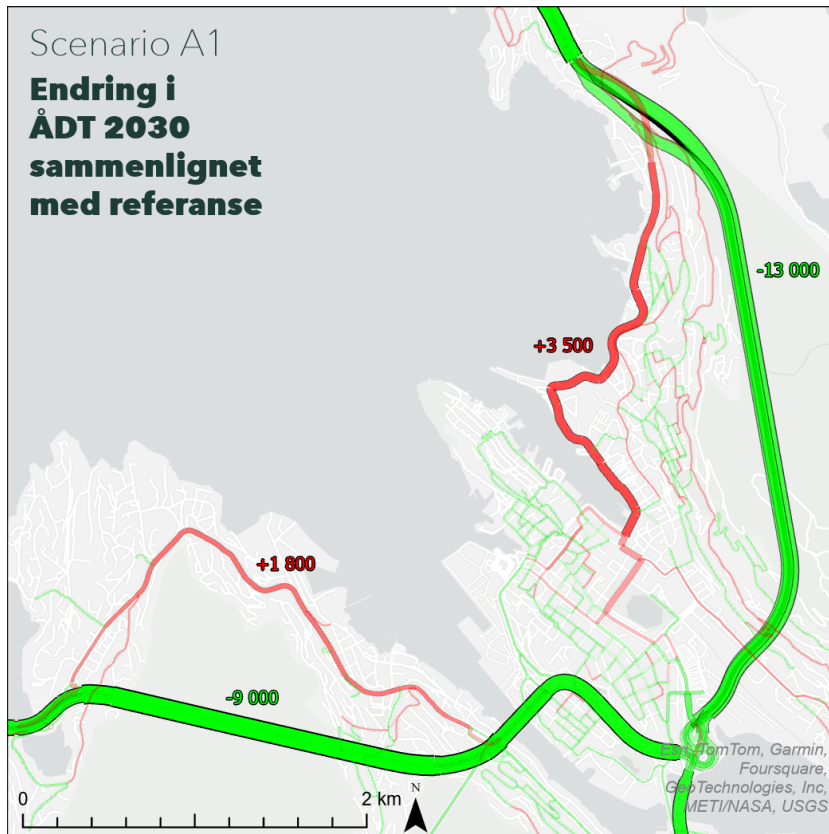 Scenario A1
Endring i
ÅDT 2030
sammenlignet
med referanse
-13 000
+3 500
+1 800
-9 000
0
2 km
N
Esri, TomTom, Garmin,
Foursquare,
GeoTechnologies, Inc,
METI/NASA, USGS